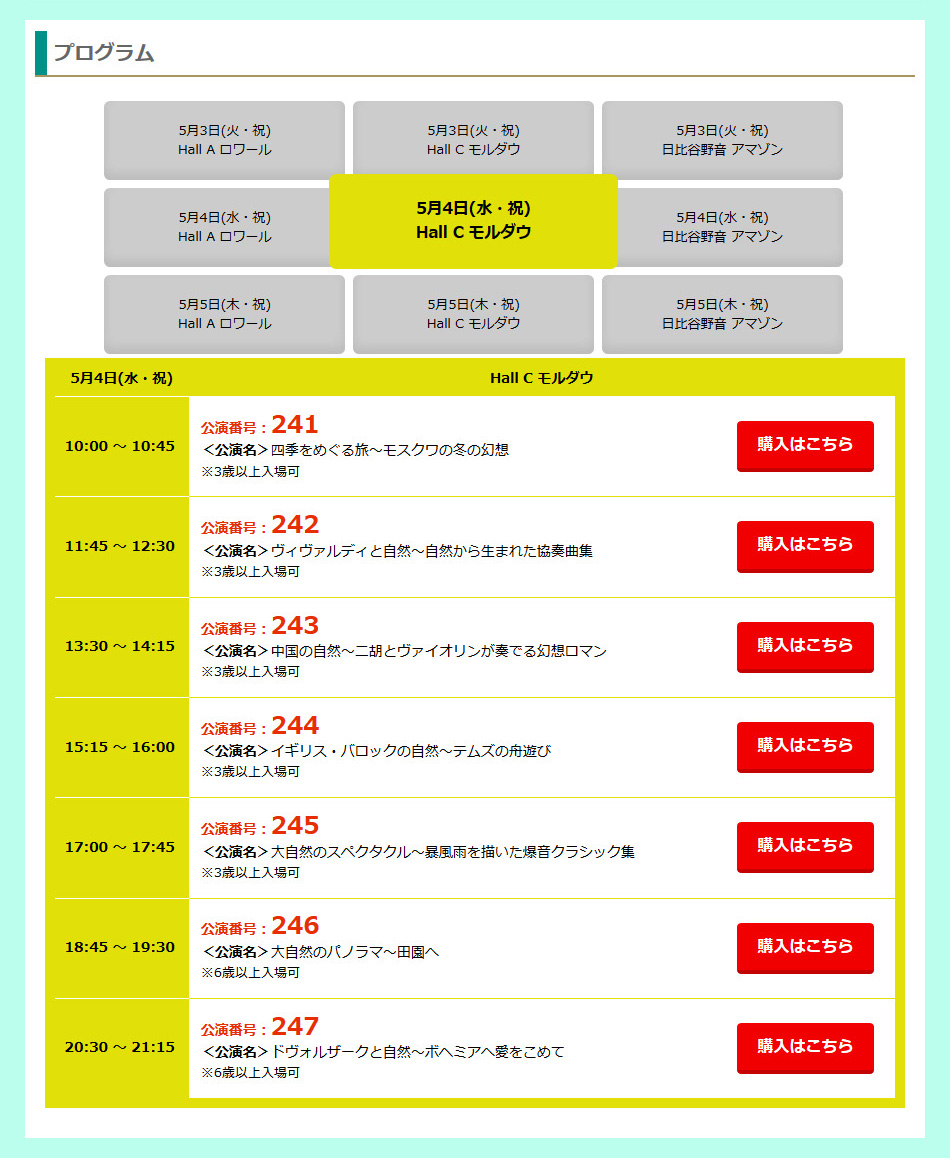 プログラム
5月3日(火・祝)
Hall A ロワール
5月3日(火・祝)
Hall C モルダウ
5月3日(火・祝)
日比谷野音 アマゾン
5月4日(水・祝)
Hall A ロワール
5月4日(水・祝)
Hall C モルダウ
5月4日(水・祝)
日比谷野音 アマゾン
5月5日(木・祝)
Hall A ロワール
5月5日(木・祝)
Hall C モルダウ
5月5日(木・祝)
日比谷野音 アマゾン
5月4日(水・祝) Hall C モルダウ
10:00 ～ 10:45
公演番号：241
＜公演名＞四季をめぐる旅～モスクワの冬の幻想
※3歳以上入場可
購入はこちら
11:45 ～ 12:30
公演番号：242
＜公演名＞ヴィヴァルディと自然～自然から生まれた協奏曲集
※3歳以上入場可
購入はこちら
13:30 ～ 14:15
公演番号：243
＜公演名＞中国の自然～二胡とヴァイオリンが奏でる幻想ロマン
※3歳以上入場可
購入はこちら
15:15 ～ 16:00
公演番号：244
＜公演名＞イギリス・バロックの自然～テムズの舟遊び
※3歳以上入場可
購入はこちら
17:00 ～ 17:45
公演番号：245
＜公演名＞大自然のスペクタクル～暴風雨を描いた爆音クラシック集
※3歳以上入場可
購入はこちら
18:45 ～ 19:30
公演番号：246
＜公演名＞大自然のパノラマ～田園へ
※6歳以上入場可
購入はこちら
20:30 ～ 21:15
公演番号：247
＜公演名＞ドヴォルザークと自然～ボヘミアへ愛をこめて
※6歳以上入場可
購入はこちら